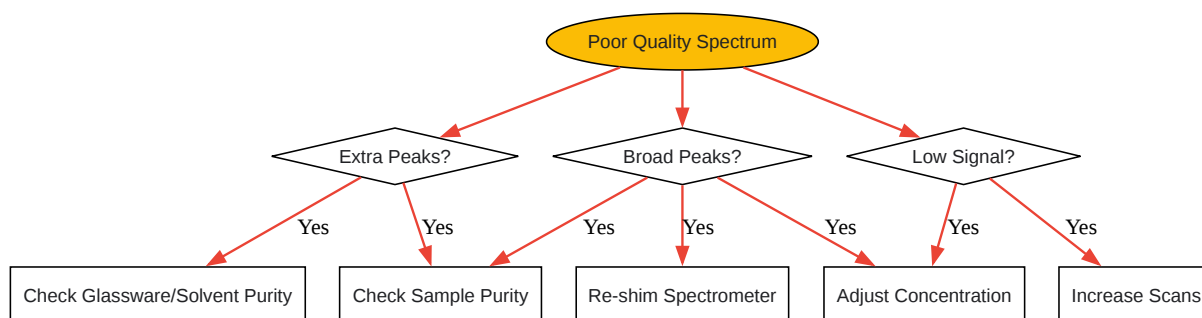 Poor Quality Spectrum
Extra Peaks?
Broad Peaks?
Low Signal?
Yes
Yes
Yes
Yes
Yes
Yes
Yes
Check Glassware/Solvent Purity
Check Sample Purity
Re-shim Spectrometer
Adjust Concentration
Increase Scans